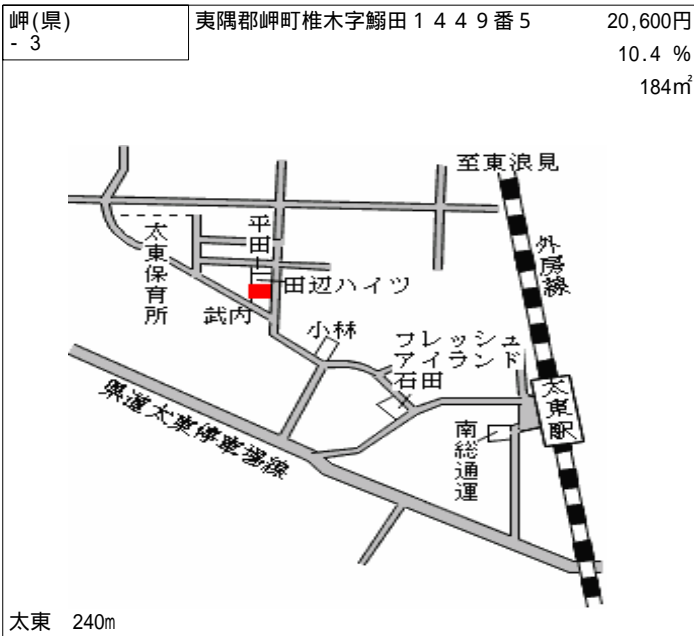 岬(県)
- 3
夷隅郡岬町椎木字鰯田１４４９番５
20,600円
10.4 %
184㎡
至東浪見
外房線
平田
太東保育所
田辺ハイツ
武内
小林
フレッシュ
アイランド
石田
太東駅
南総通運
県道太東停車場線
太東 240m